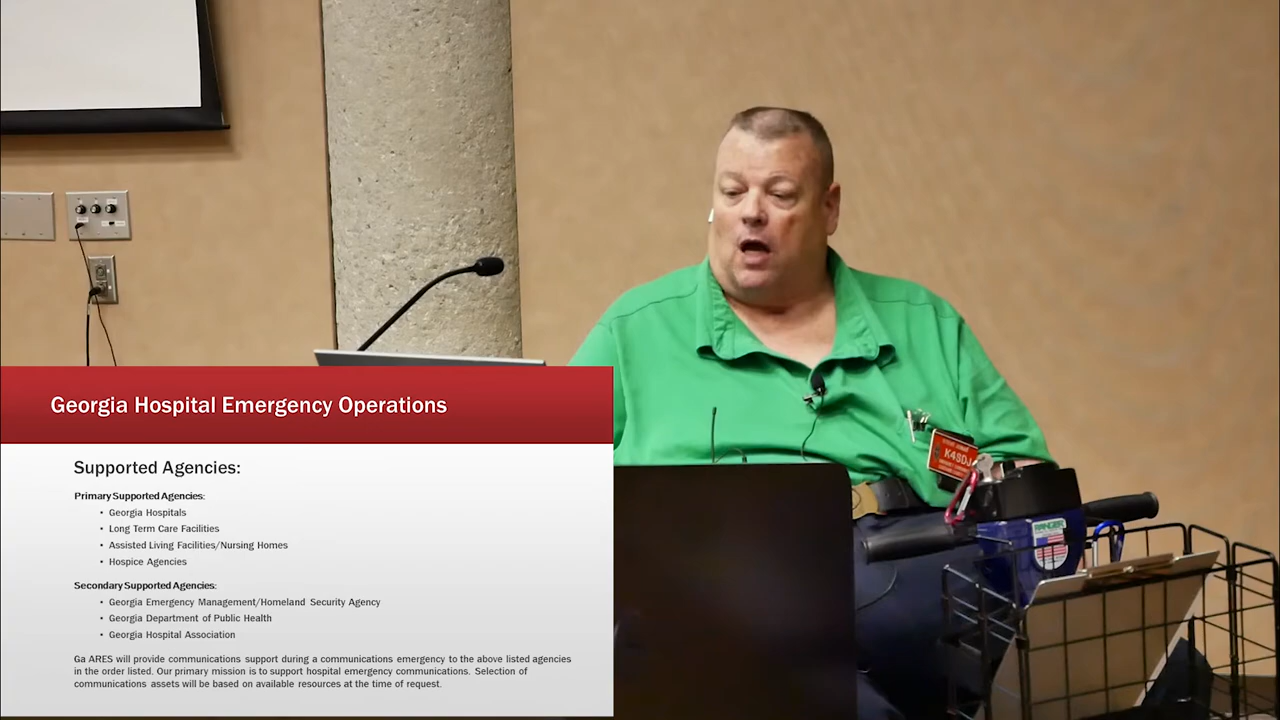 Georgia Hospital Emergency Operations
Supported Agencies:
Primary Supported Agencies:
• Georgia Hospitals
• Long Term Care Facilities
• Assisted Living Facilities/Nursing Homes
• Hospice Agencies
Secondary Supported Agencies:
• Georgia Emergency Management/Homeland Security Agency
• Georgia Department of Public Health
• Georgia Hospital Association
Ga ARES will provide communications support during a communications emergency to the above listed agencies
in the order listed. Our primary mission is to support hospital emergency communications. Selection of
communications assets will be based on available resources at the time of request.
K4SDJ
RANGER